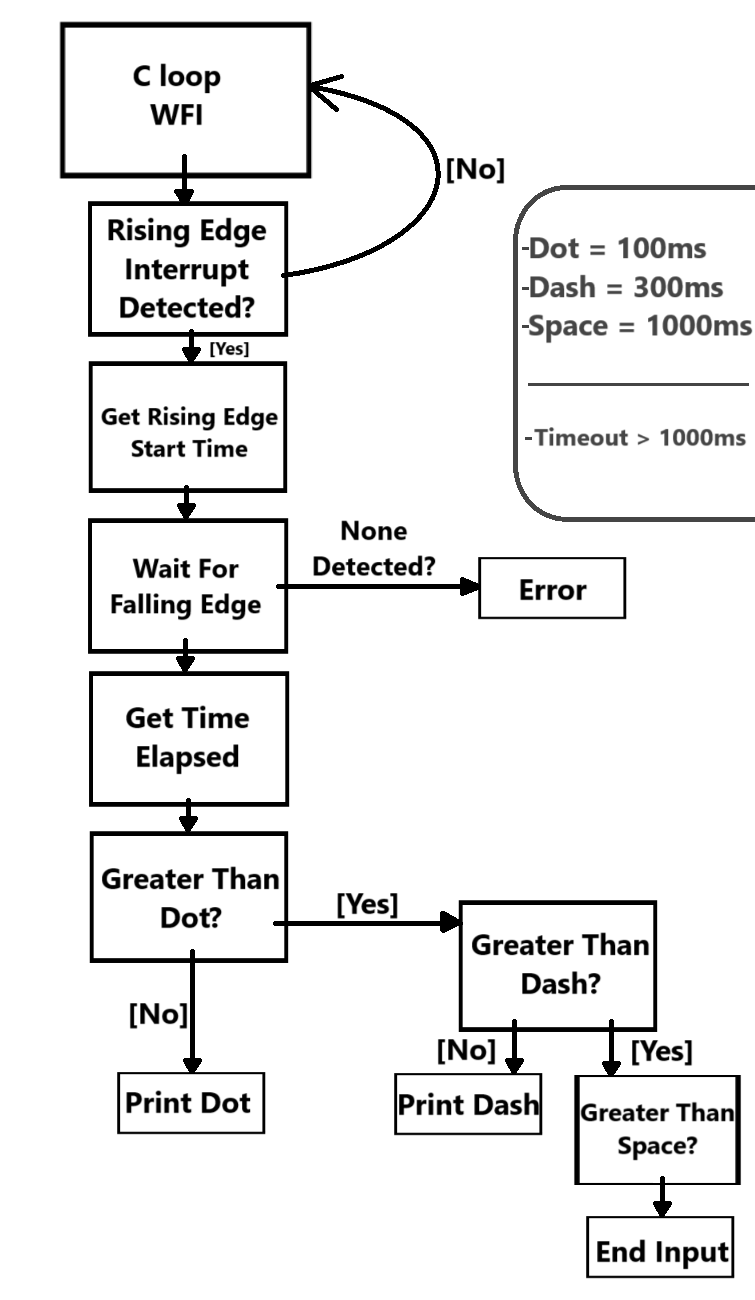 C loop
WFI
[No]
Rising Edge
Interrupt
Detected?
-Dot = 100ms
-Dash = 300ms
-Space = 1000ms
-Timeout > 1000ms
[Yes]
Get Rising Edge
Start Time
Wait For
Falling Edge
None
Detected?
Error
Get Time
Elapsed
Greater Than
Dot?
[Yes]
Greater Than
Dash?
[No]
Print Dot
[No]
[Yes]
Print Dash
Greater Than
Space?
End Input